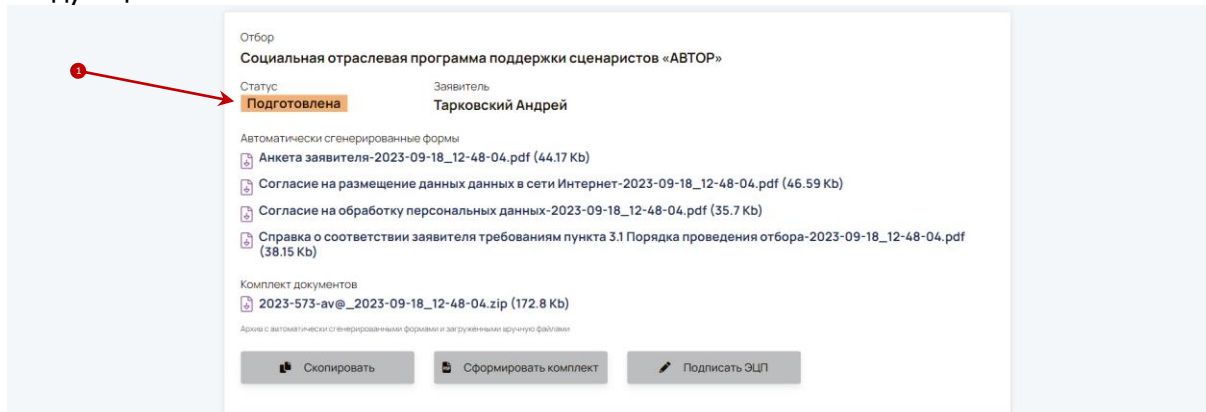 Отбор
Социальная отраслевая программа поддержки сценаристов «АВТОР»
1
Статус Заявитель
Подготовлена Тарковский Андрей
Автоматически сгенерированные формы
Анкета заявителя-2023-09-18_12-48-04.pdf (44.17 Kb)
Согласие на размещение данных данных в сети Интернет-2023-09-18_12-48-04.pdf (46.59 Kb)
Согласие на обработку персональных данных-2023-09-18_12-48-04.pdf (35.7 Kb)
Справка о соответствии заявителя требованиям пункта 3.1 Порядка проведения отбора-2023-09-18_12-48-04.pdf
(38.15 Kb)
Комплект документов
2023-573-av@_2023-09-18_12-48-04.zip (172.8 Kb)
Архив с автоматически сгенерированными формами и загруженными вручную файлами
Скопировать Сформировать комплект Подписать ЭЦП